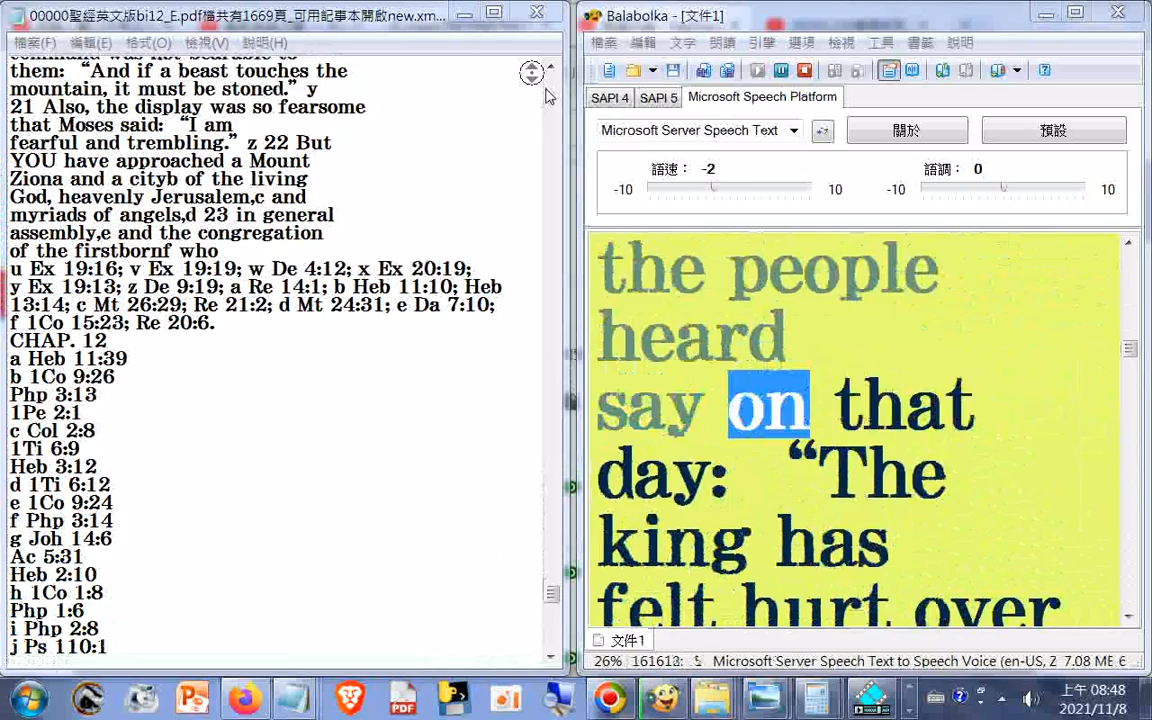 00000聖經英文版bi12_E.pdf檔共有1669頁_可用記事本開啟new.xm...
檔案(F) 編輯(E) 格式(O) 檢視(V) 說明(H)
them: “And if a beast touches the
mountain, it must be stoned.” y
21 Also, the display was so fearsome
that Moses said: “I am
fearful and trembling.” z 22 But
YOU have approached a Mount
Ziona and a cityb of the living
God, heavenly Jerusalem,c and
myriads of angels,d 23 in general
assembly,e and the congregation
of the firstbornf who
u Ex 19:16; v Ex 19:19; w De 4:12; x Ex 20:19;
y Ex 19:13; z De 9:19; a Re 14:1; b Heb 11:10; Heb
13:14; c Mt 26:29; Re 21:2; d Mt 24:31; e Da 7:10;
f 1Co 15:23; Re 20:6.
CHAP. 12
a Heb 11:39
b 1Co 9:26
Php 3:13
1Pe 2:1
c Col 2:8
1Ti 6:9
Heb 3:12
d 1Ti 6:12
e 1Co 9:24
f Php 3:14
g Joh 14:6
Ac 5:31
Heb 2:10
h 1Co 1:8
Php 1:6
i Php 2:8
j Ps 110:1
Balabolka - [文件1]
檔案 編輯 文字 朗讀 引擎 選項 檢視 工具 書籤 說明
SAPI 4 SAPI 5 Microsoft Speech Platform
Microsoft Server Speech Text 關於 預設
語速： -2 語調： 0
-10 10 -10 10
the people
heard
say on that
day: “The
king has
felt hurt over
文件1
26% 161612: Microsoft Server Speech Text to Speech Voice (en-US, Z 7.08 MB 6
PDF
上午 08:48
2021/11/8